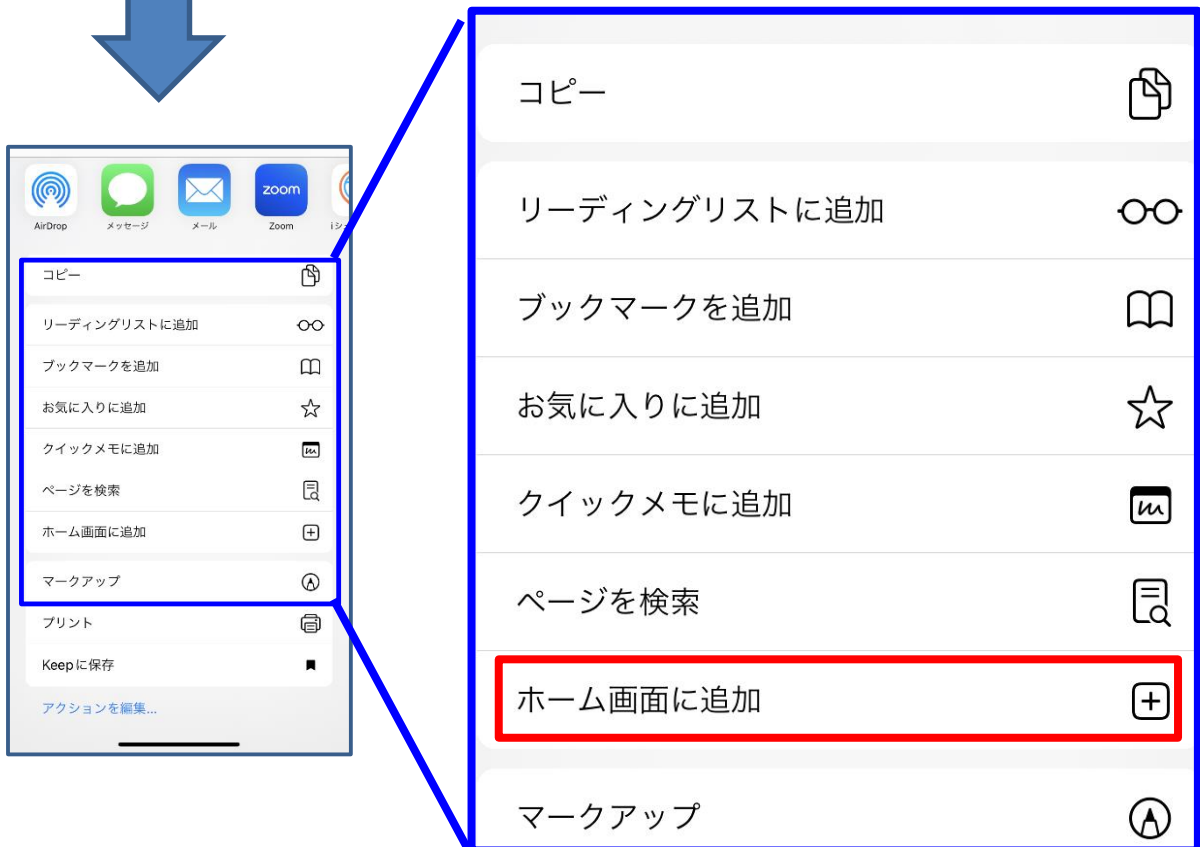 zoom
AirDrop
メッセージ
メール
Zoom
iシ
コピー
リーディングリストに追加
ブックマークを追加
お気に入りに追加
クイックメモに追加
ページを検索
ホーム画面に追加
マークアップ
プリント
Keepに保存
アクションを編集...
コピー
リーディングリストに追加
ブックマークを追加
お気に入りに追加
クイックメモに追加
ページを検索
ホーム画面に追加
マークアップ